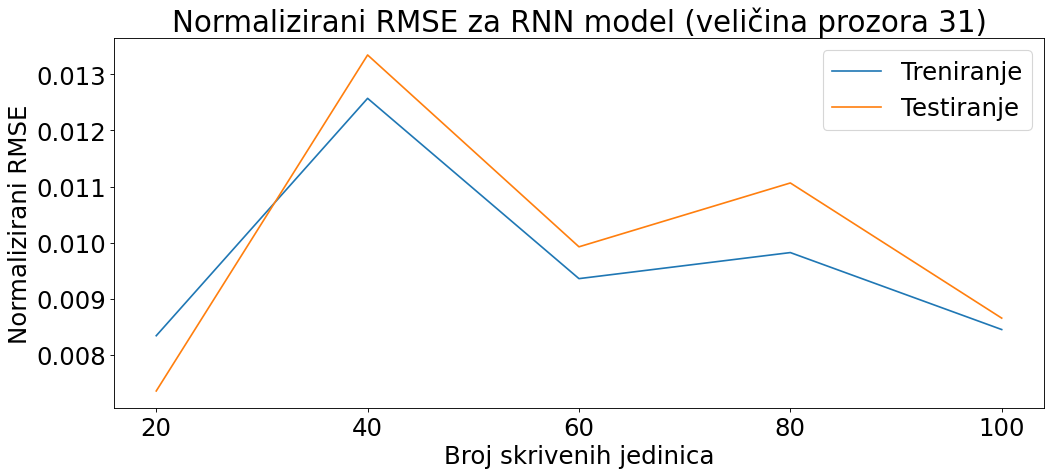 Normalizirani RMSE za RNN model (veličina prozora 31)
Normalizirani RMSE
0.013
0.012
0.011
0.010
0.009
0.008
Treniranje
Testiranje
20 40 60 80 100
Broj skrivenih jedinica